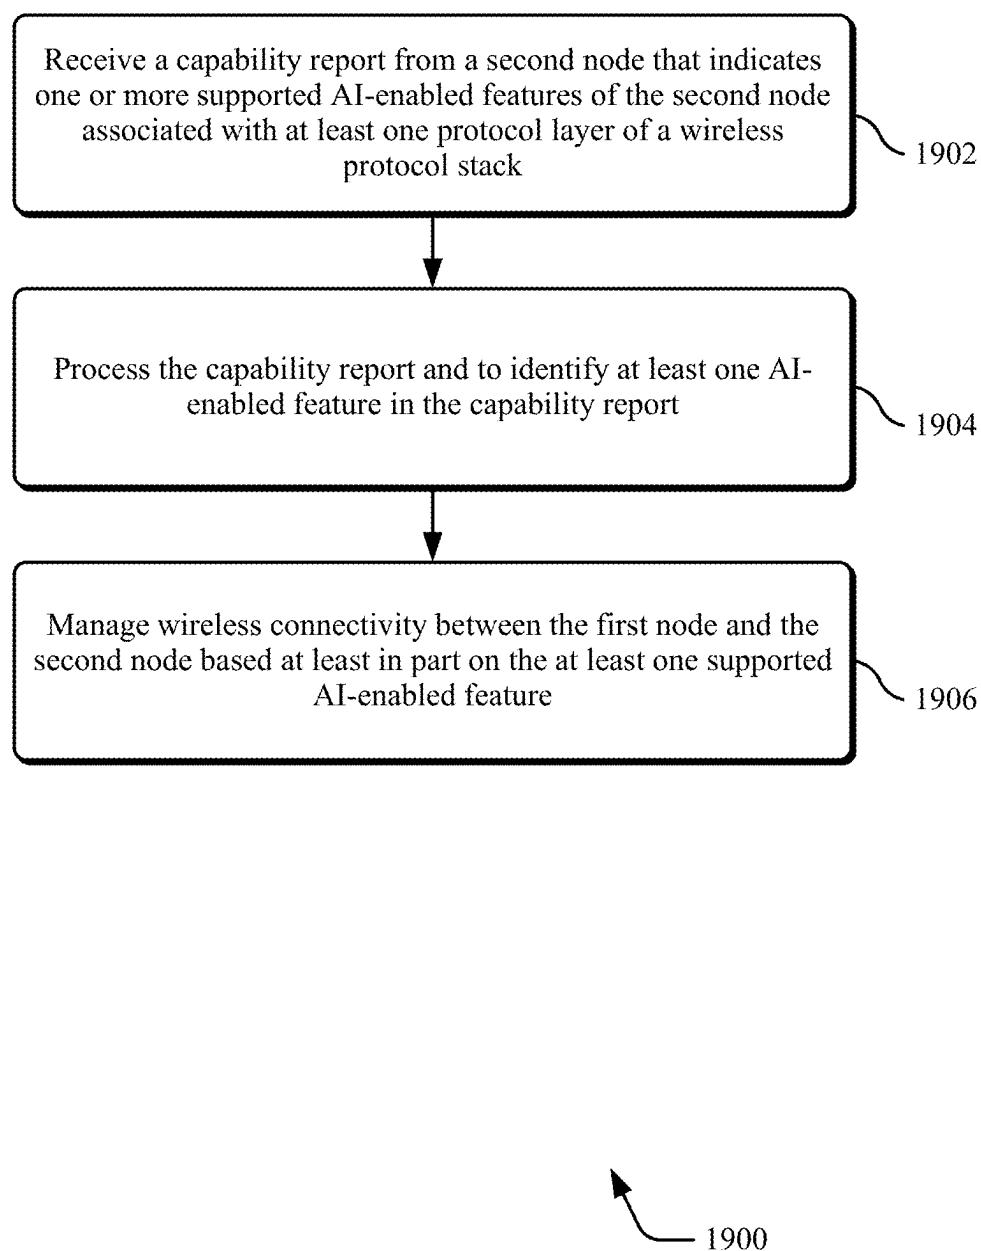 Receive a capability report from a second node that indicates
one or more supported AI-enabled features of the second node
associated with at least one protocol layer of a wireless
protocol stack
1902
Process the capability report and to identify at least one AI-
enabled feature in the capability report
1904
Manage wireless connectivity between the first node and the
second node based at least in part on the at least one supported
AI-enabled feature
1906
1900